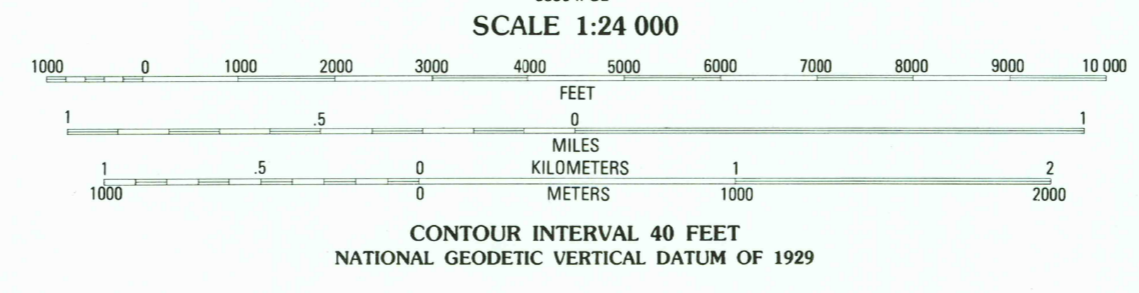 SCALE 1:24 000
1000 0 1000 2000 3000 4000 5000 6000 7000 8000 9000 10 000
FEET
1 .5 0 1
MILES
1 .5 0 KILOMETERS 1 2
1000 0 METERS 1000 2000
CONTOUR INTERVAL 40 FEET
NATIONAL GEODETIC VERTICAL DATUM OF 1929